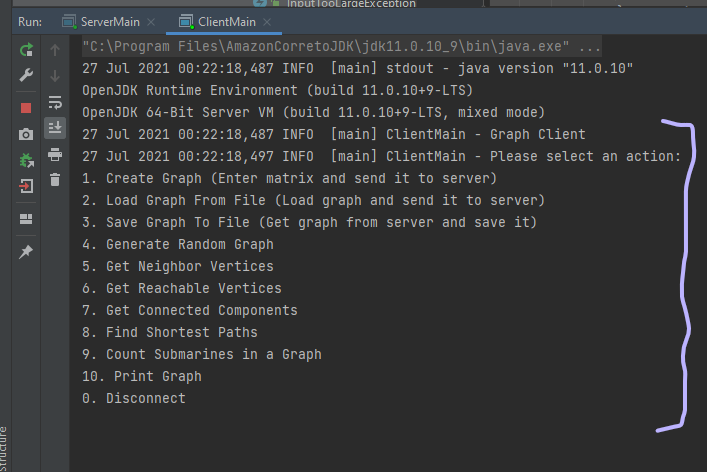 InputTooLargeException
Run: ServerMain ClientMain
"C:\Program Files\AmazonCorretoJDK\jdk11.0.10_9\bin\java.exe" ...
27 Jul 2021 00:22:18,487 INFO  [main] stdout - java version "11.0.10"
OpenJDK Runtime Environment (build 11.0.10+9-LTS)
OpenJDK 64-Bit Server VM (build 11.0.10+9-LTS, mixed mode)
27 Jul 2021 00:22:18,487 INFO  [main] ClientMain - Graph Client
27 Jul 2021 00:22:18,497 INFO  [main] ClientMain - Please select an action:
1. Create Graph (Enter matrix and send it to server)
2. Load Graph From File (Load graph and send it to server)
3. Save Graph To File (Get graph from server and save it)
4. Generate Random Graph
5. Get Neighbor Vertices
6. Get Reachable Vertices
7. Get Connected Components
8. Find Shortest Paths
9. Count Submarines in a Graph
10. Print Graph
0. Disconnect
Structure